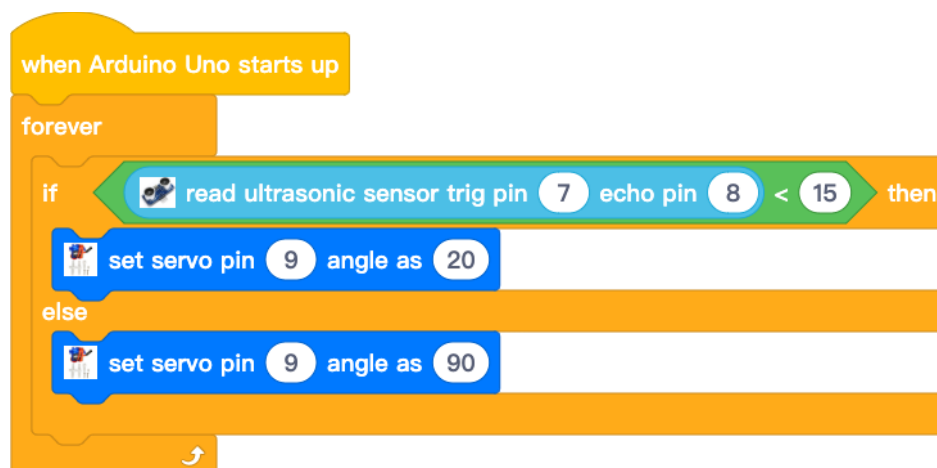 when Arduino Uno starts up
forever
if read ultrasonic sensor trig pin 7 echo pin 8 < 15 then
set servo pin 9 angle as 20
else
set servo pin 9 angle as 90